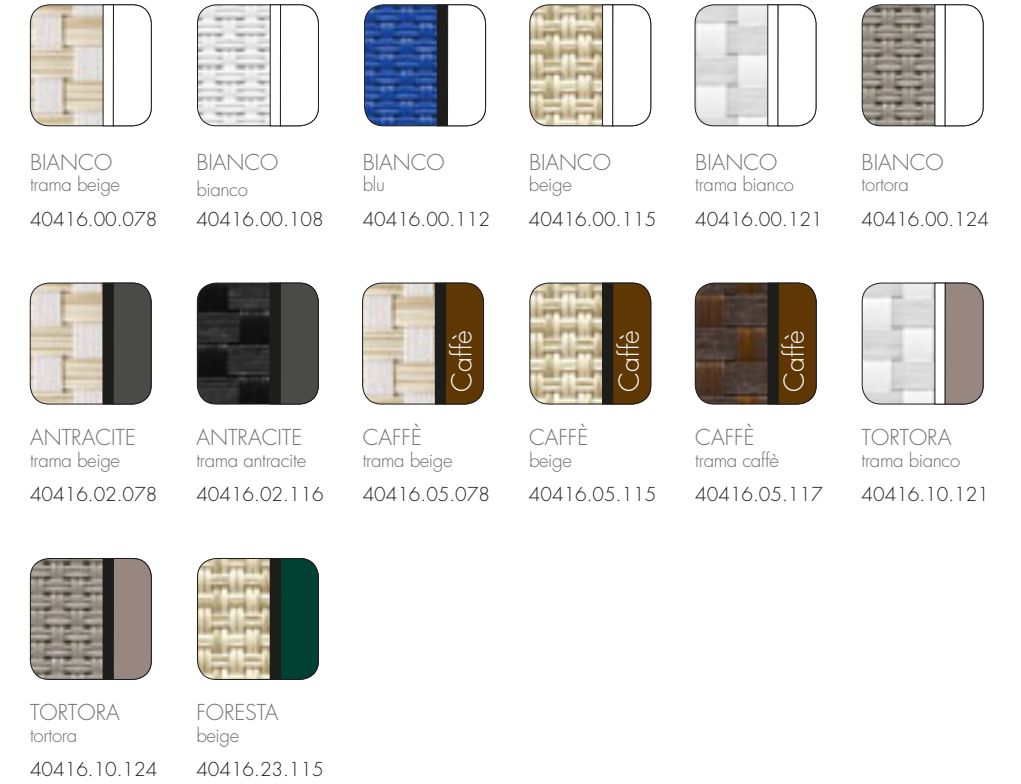 BIANCO
trama beige
40416.00.078
BIANCO
bianco
40416.00.108
BIANCO
blu
40416.00.112
BIANCO
beige
40416.00.115
BIANCO
trama bianco
40416.00.121
BIANCO
tortora
40416.00.124
ANTRACITE
trama beige
40416.02.078
ANTRACITE
trama antracite
40416.02.116
Caffè
CAFFÈ
trama beige
40416.05.078
Caffè
CAFFÈ
beige
40416.05.115
Caffè
CAFFÈ
trama caffè
40416.05.117
TORTORA
trama bianco
40416.10.121
TORTORA
tortora
40416.10.124
FORESTA
beige
40416.23.115